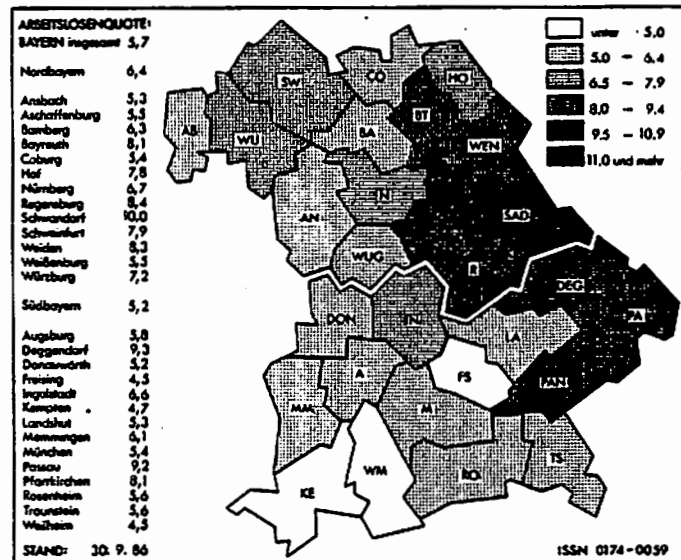 ARBEITSLOSENQUOTE:
BAYERN insgesamt 5,7
Nordbayern 6,4
Ansbach 5,3
Aschaffenburg 5,5
Bamberg 6,3
Bayreuth 8,1
Coburg 5,4
Hof 7,8
Nürnberg 6,7
Regensburg 8,4
Schwandorf 10,0
Schweinfurt 7,9
Weiden 8,3
Weißenburg 5,5
Würzburg 7,2
Südbayern 5,2
Augsburg 5,8
Deggendorf 9,3
Donauwörth 5,2
Freising 4,5
Ingolstadt 6,6
Kempten 4,7
Landshut 5,3
Memmingen 6,1
München 5,4
Passau 9,2
Pfarrkirchen 8,1
Rosenheim 5,6
Traunstein 5,6
Weilheim 4,5
STAND: 30. 9. 86
unter 5.0
5.0 – 6.4
6.5 – 7.9
8.0 – 9.4
9.5 – 10.9
11.0 und mehr
SW
CO
HO
BT
AB
WU
BA
WEN
AN
N
SAD
WUG
R
DEG
PA
DON
IN
LA
A
FS
PAN
MM
M
KE
WM
RO
TS
ISSN 0174-0059